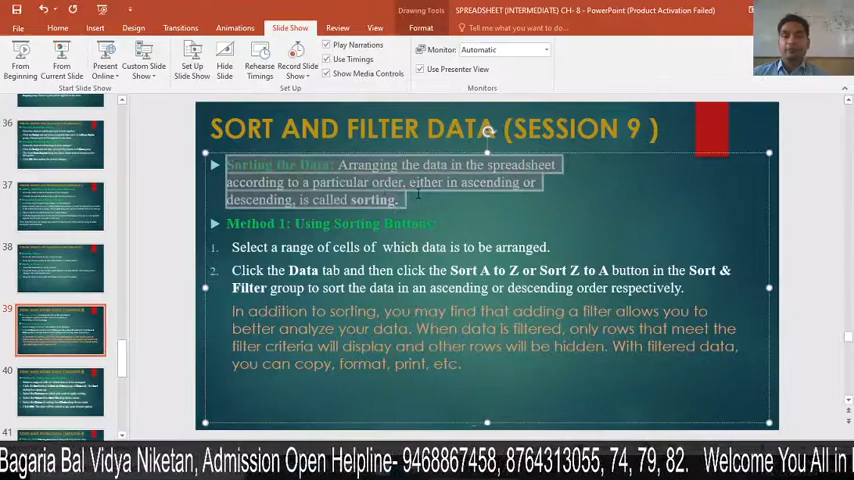 Drawing Tools
SPREADSHEET (INTERMEDIATE) CH- 8 - PowerPoint (Product Activation Failed)
File Home Insert Design Transitions Animations Slide Show Review View Format Tell me what you want to do...
From Beginning
From Current Slide
Present Online
Custom Slide Show
Set Up Slide Show
Hide Slide
Rehearse Timings
Record Slide Show
Play Narrations
Use Timings
Show Media Controls
Monitor: Automatic
Use Presenter View
Start Slide Show
Set Up
Monitors
36
37
38
39
40
41
SORT AND FILTER DATA (SESSION 9 )
Sorting the Data: Arranging the data in the spreadsheet
according to a particular order, either in ascending or
descending, is called sorting.
Method 1: Using Sorting Buttons:
1. Select a range of cells of which data is to be arranged.
2. Click the Data tab and then click the Sort A to Z or Sort Z to A button in the Sort &
Filter group to sort the data in an ascending or descending order respectively.
In addition to sorting, you may find that adding a filter allows you to
better analyze your data. When data is filtered, only rows that meet the
filter criteria will display and other rows will be hidden. With filtered data,
you can copy, format, print, etc.
Bagaria Bal Vidya Niketan, Admission Open Helpline- 9468867458, 8764313055, 74, 79, 82. Welcome You All in